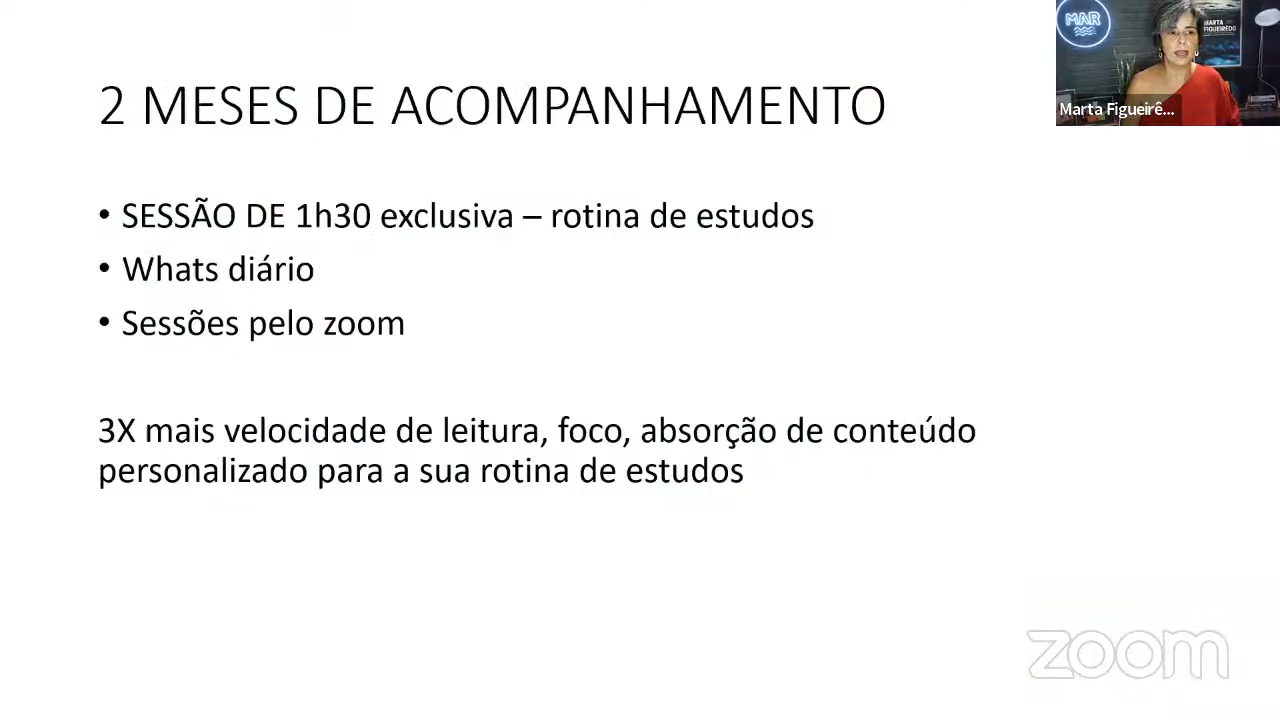 2 MESES DE ACOMPANHAMENTO
• SESSÃO DE 1h30 exclusiva – rotina de estudos
• Whats diário
• Sessões pelo zoom
3X mais velocidade de leitura, foco, absorção de conteúdo
personalizado para a sua rotina de estudos
MAR
MARTA
FIGUEIRÊDO
Marta Figueirê...
zoom